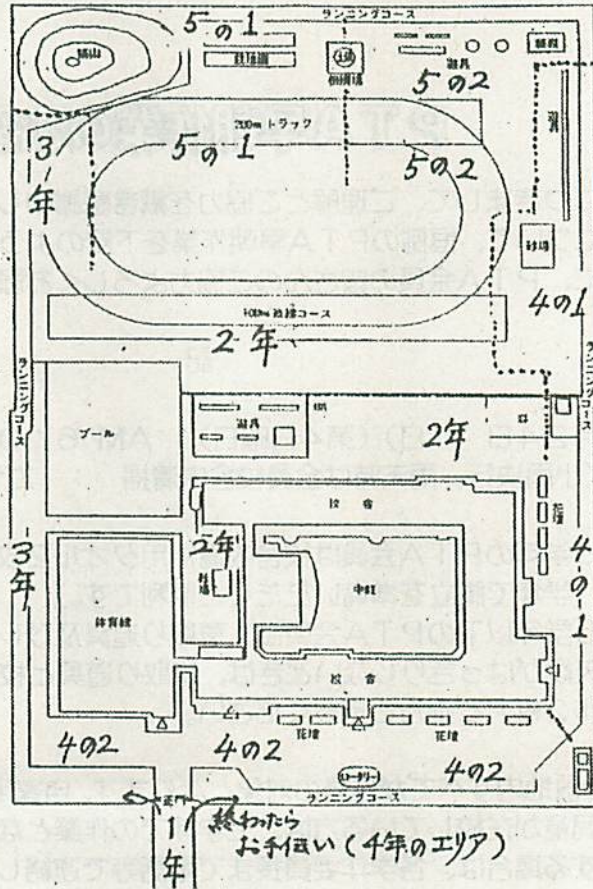 ランニングコース
5の1
築山
鉄棒
遊具
5の2
200mトラック
5の1
5の2
3年
砂場
4の1
100m直線コース
2年
ランニングコース
ランニングコース
プール
遊具
2年
校舎
花壇
2年
中庭
3年
体育館
4の1
校舎
4の2
4の2
花壇
花壇
4の2
ロータリー
正門
ランニングコース
終わったら
お手伝い(4年のエリア)
年